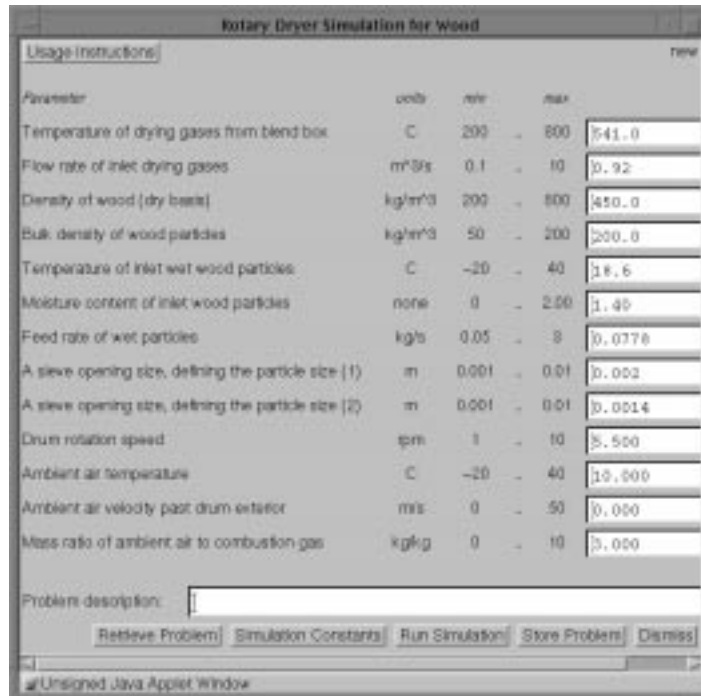 Rotary Dryer Simulation for Wood
Usage Instructions new
Parameter units min max
Temperature of drying gases from blend box C 200 .. 800 541.0
Flow rate of inlet drying gases m^3/s 0.1 .. 10 0.92
Density of wood (dry basis) kg/m^3 200 .. 800 450.0
Bulk density of wood particles kg/m^3 50 .. 200 200.0
Temperature of inlet wet wood particles C -20 .. 40 18.6
Moisture content of inlet wood particles none 0 .. 2.00 1.40
Feed rate of wet particles kg/s 0.05 .. 8 0.0778
A sieve opening size, defining the particle size (1) m 0.001 .. 0.01 0.002
A sieve opening size, defining the particle size (2) m 0.001 .. 0.01 0.0014
Drum rotation speed rpm 1 .. 10 5.500
Ambient air temperature C -20 .. 40 10.000
Ambient air velocity past drum exterior m/s 0 .. 50 0.000
Mass ratio of ambient air to combustion gas kg/kg 0 .. 10 3.000
Problem description:
Retrieve Problem Simulation Constants Run Simulation Store Problem Dismiss
Unsigned Java Applet Window